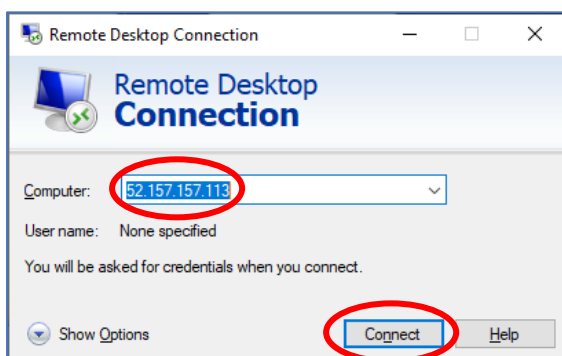 Remote Desktop Connection
Remote Desktop
Connection
Computer: 52.157.157.113
User name: None specified
You will be asked for credentials when you connect.
Show Options Connect Help